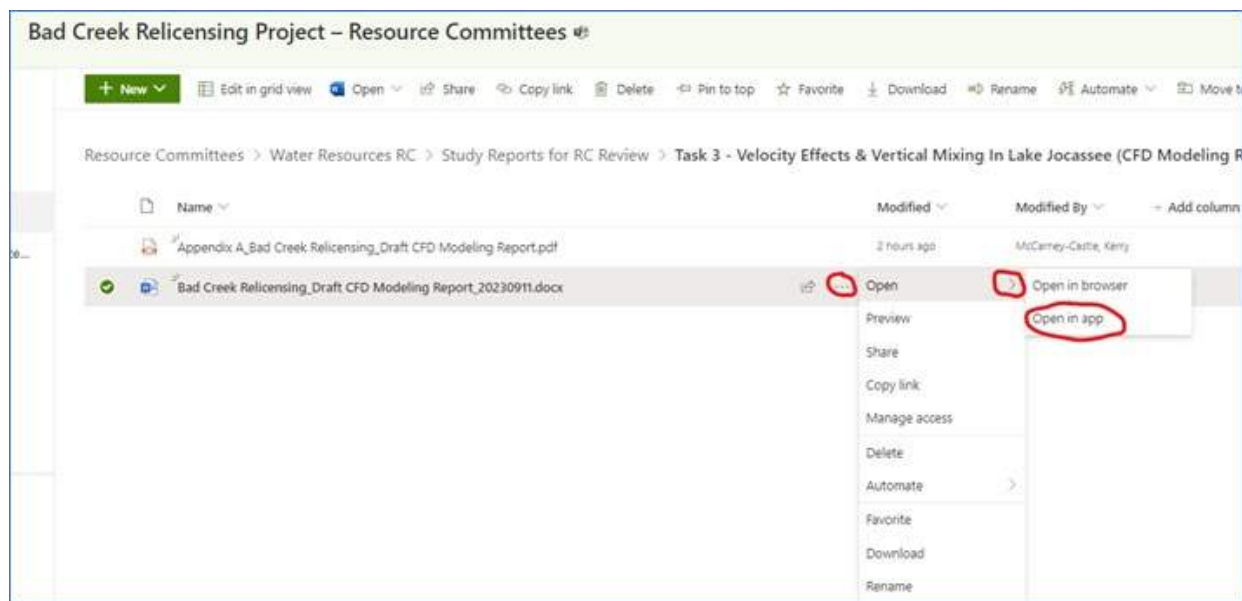 Bad Creek Relicensing Project – Resource Committees
+ New Edit in grid view Open Share Copy link Delete Pin to top Favorite Download Rename Automate Move
Resource Committees > Water Resources RC > Study Reports for RC Review > Task 3 - Velocity Effects & Vertical Mixing In Lake Jocassee (CFD Modeling R
Name Modified Modified By + Add column
Appendix A_Bad Creek Relicensing_Draft CFD Modeling Report.pdf 2 hours ago McCarney-Castle, Kerry
Bad Creek Relicensing_Draft CFD Modeling Report_20230911.docx ... Open > Open in browser
Preview Open in app
Share
Copy link
Manage access
Delete
Automate >
Favorite
Download
Rename